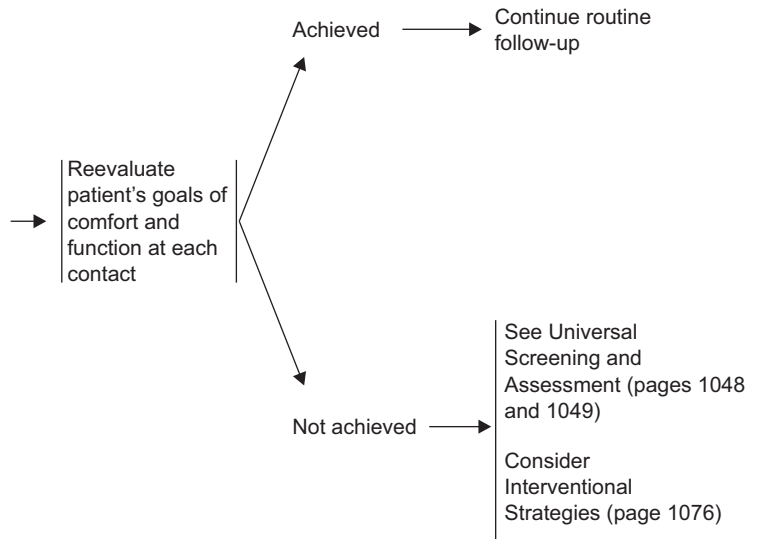 Achieved
Continue routine
follow-up
Reevaluate
patient’s goals of
comfort and
function at each
contact
Not achieved
See Universal
Screening and
Assessment (pages 1048
and 1049)
Consider
Interventional
Strategies (page 1076)